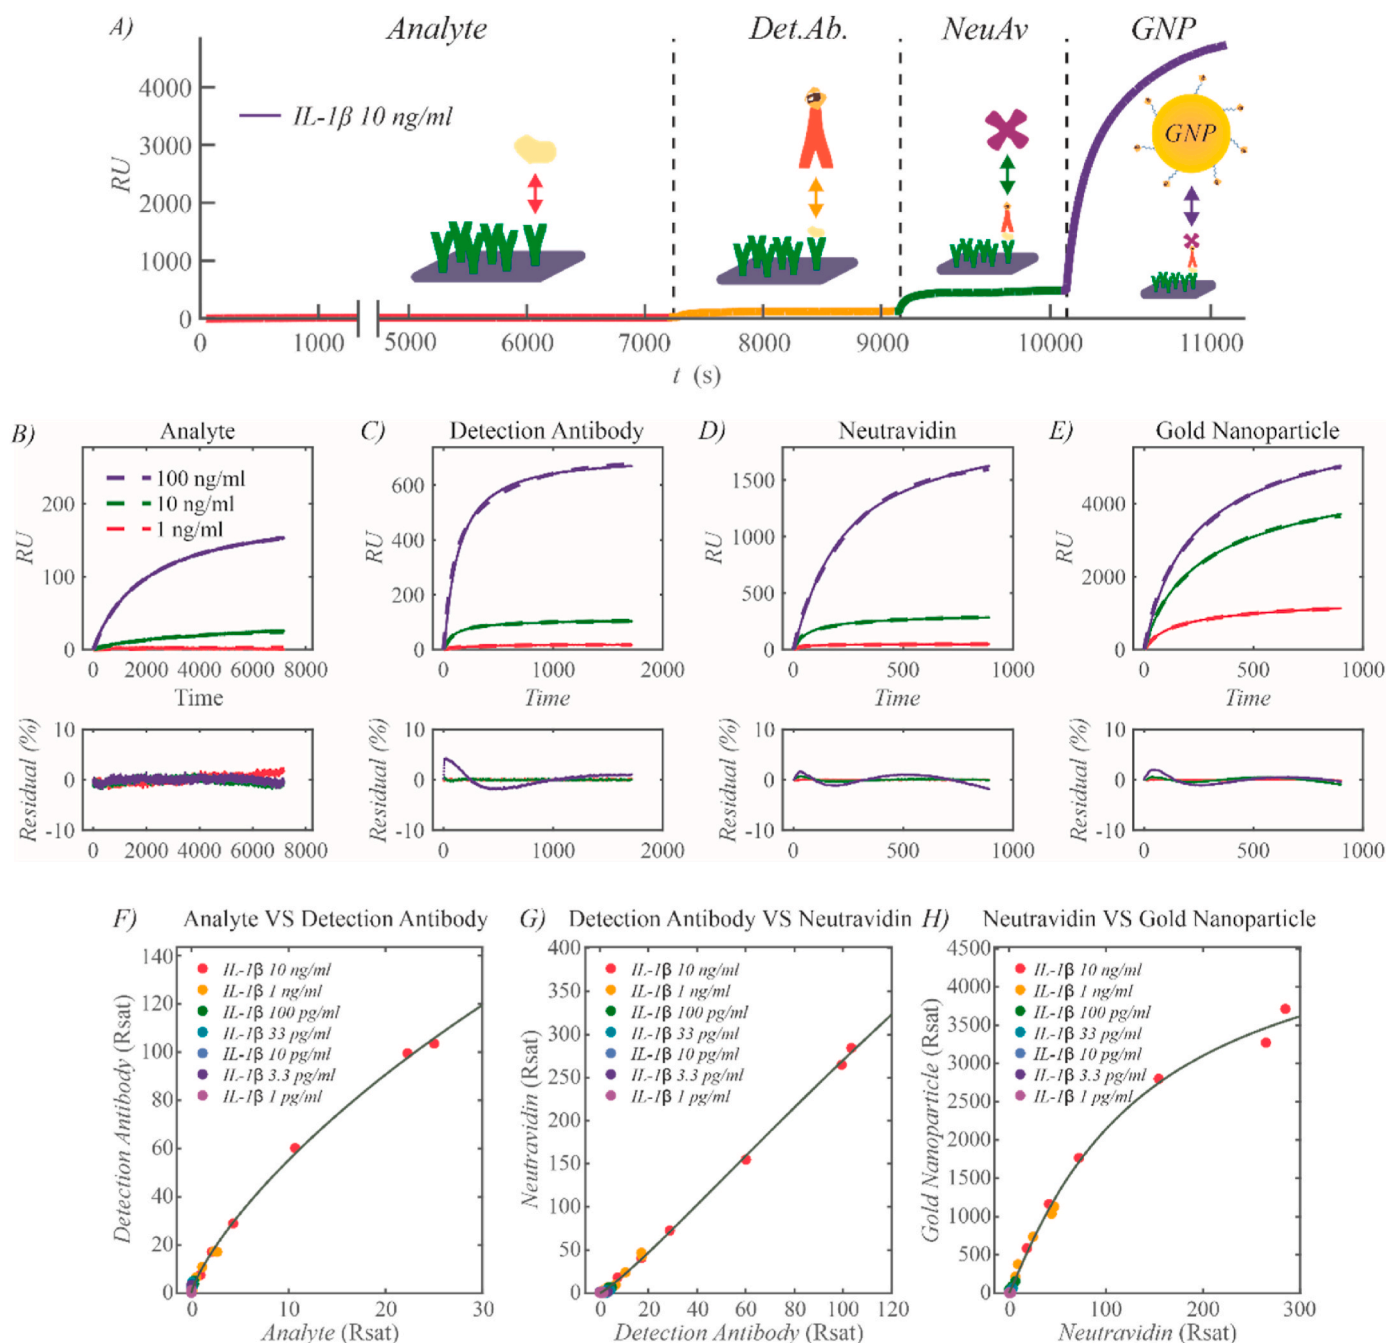 A) Analyte Det.Ab. NeuAv GNP
4000
IL-1β 10 ng/ml
GNP
3000
RU
2000
1000
0
0 1000 5000 6000 7000 8000 9000 10000 11000
t (s)
B) Analyte
C) Detection Antibody
D) Neutravidin
E) Gold Nanoparticle
100 ng/ml
10 ng/ml
1 ng/ml
RU
200
100
0
0 2000 4000 6000 8000
Time
RU
600
400
200
0
0 1000 2000
Time
RU
1500
1000
500
0
0 500 1000
Time
RU
4000
2000
0
0 500 1000
Time
Residual (%)
10
0
-10
0 2000 4000 6000 8000
Residual (%)
10
0
-10
0 1000 2000
Residual (%)
10
0
-10
0 500 1000
Residual (%)
10
0
-10
0 500 1000
F) Analyte VS Detection Antibody
Detection Antibody (Rsat)
140
120
100
80
60
40
20
0
IL-1β 10 ng/ml
IL-1β 1 ng/ml
IL-1β 100 pg/ml
IL-1β 33 pg/ml
IL-1β 10 pg/ml
IL-1β 3.3 pg/ml
IL-1β 1 pg/ml
0 10 20 30
Analyte (Rsat)
G) Detection Antibody VS Neutravidin
Neutravidin (Rsat)
400
350
300
250
200
150
100
50
0
IL-1β 10 ng/ml
IL-1β 1 ng/ml
IL-1β 100 pg/ml
IL-1β 33 pg/ml
IL-1β 10 pg/ml
IL-1β 3.3 pg/ml
IL-1β 1 pg/ml
0 20 40 60 80 100 120
Detection Antibody (Rsat)
H) Neutravidin VS Gold Nanoparticle
Gold Nanoparticle (Rsat)
4500
4000
3500
3000
2500
2000
1500
1000
500
0
IL-1β 10 ng/ml
IL-1β 1 ng/ml
IL-1β 100 pg/ml
IL-1β 33 pg/ml
IL-1β 10 pg/ml
IL-1β 3.3 pg/ml
IL-1β 1 pg/ml
0 100 200 300
Neutravidin (Rsat)